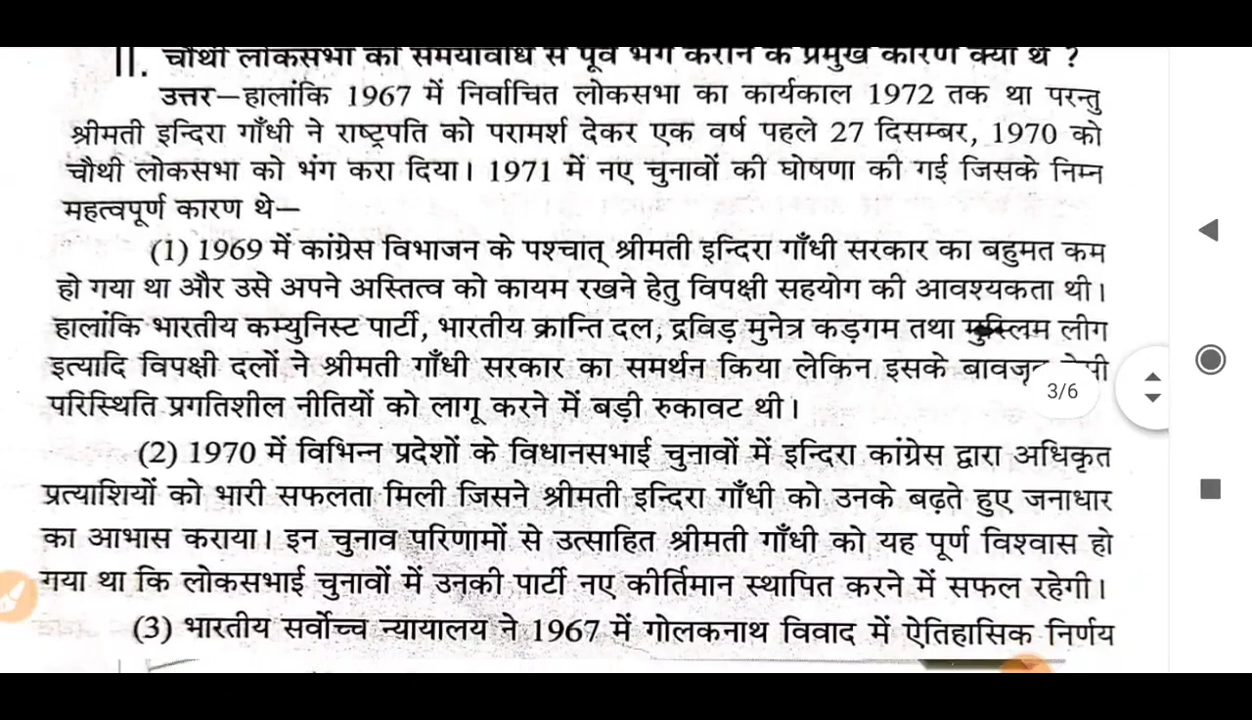 II. चौथी लोकसभा को समयावधि से पूर्व भंग कराने के प्रमुख कारण क्या थे ?
उत्तर—हालांकि 1967 में निर्वाचित लोकसभा का कार्यकाल 1972 तक था परन्तु
श्रीमती इन्दिरा गाँधी ने राष्ट्रपति को परामर्श देकर एक वर्ष पहले 27 दिसम्बर, 1970 को
चौथी लोकसभा को भंग करा दिया। 1971 में नए चुनावों की घोषणा की गई जिसके निम्न
महत्वपूर्ण कारण थे—
(1) 1969 में कांग्रेस विभाजन के पश्चात् श्रीमती इन्दिरा गाँधी सरकार का बहुमत कम
हो गया था और उसे अपने अस्तित्व को कायम रखने हेतु विपक्षी सहयोग की आवश्यकता थी।
हालांकि भारतीय कम्युनिस्ट पार्टी, भारतीय क्रान्ति दल, द्रविड़ मुनेत्र कड़गम तथा मुस्लिम लीग
इत्यादि विपक्षी दलों ने श्रीमती गाँधी सरकार का समर्थन किया लेकिन इसके
3/6
परिस्थिति प्रगतिशील नीतियों को लागू करने में बड़ी रुकावट थी।
(2) 1970 में विभिन्न प्रदेशों के विधानसभाई चुनावों में इन्दिरा कांग्रेस द्वारा अधिकृत
प्रत्याशियों को भारी सफलता मिली जिसने श्रीमती इन्दिरा गाँधी को उनके बढ़ते हुए जनाधार
का आभास कराया। इन चुनाव परिणामों से उत्साहित श्रीमती गाँधी को यह पूर्ण विश्वास हो
गया था कि लोकसभाई चुनावों में उनकी पार्टी नए कीर्तिमान स्थापित करने में सफल रहेगी।
(3) भारतीय सर्वोच्च न्यायालय ने 1967 में गोलकनाथ विवाद में ऐतिहासिक निर्णय